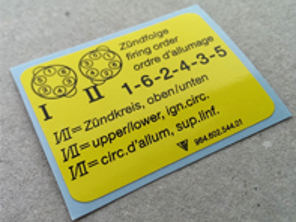 Zündfolge
firing order
ordre d'allumage
1-6-2-4-3-5
I II
I/II = Zündkreis, oben/unten
I/II = upper/lower, ign.circ.
I/II = circ.d'allum, sup.Iinf.
964.602.544.01